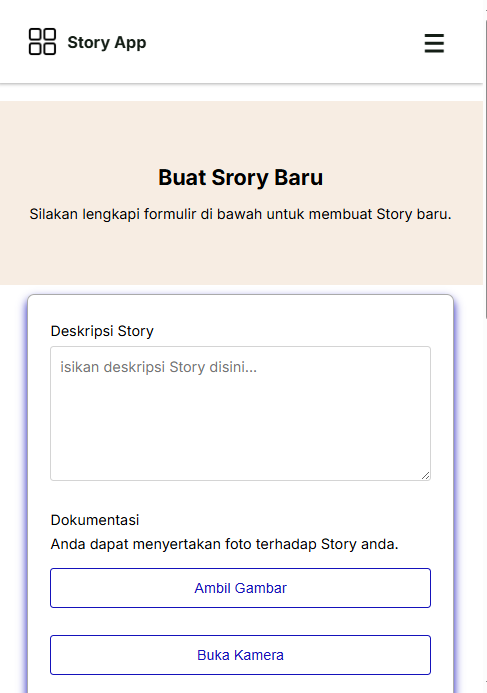 Story App
Buat Srory Baru
Silakan lengkapi formulir di bawah untuk membuat Story baru.
Deskripsi Story
isikan deskripsi Story disini...
Dokumentasi
Anda dapat menyertakan foto terhadap Story anda.
Ambil Gambar
Buka Kamera